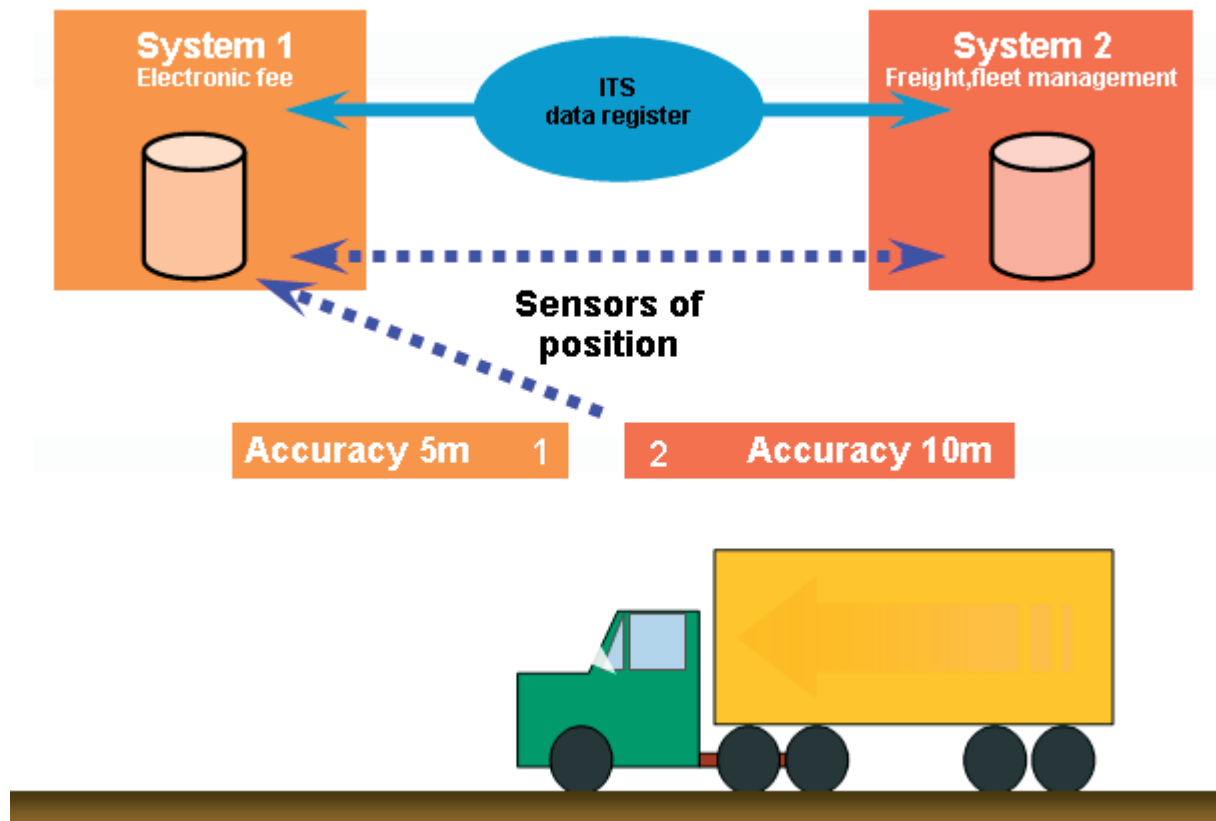 System 1
Electronic fee
ITS
data register
System 2
Freight,fleet management
Sensors of
position
Accuracy 5m 1
2 Accuracy 10m